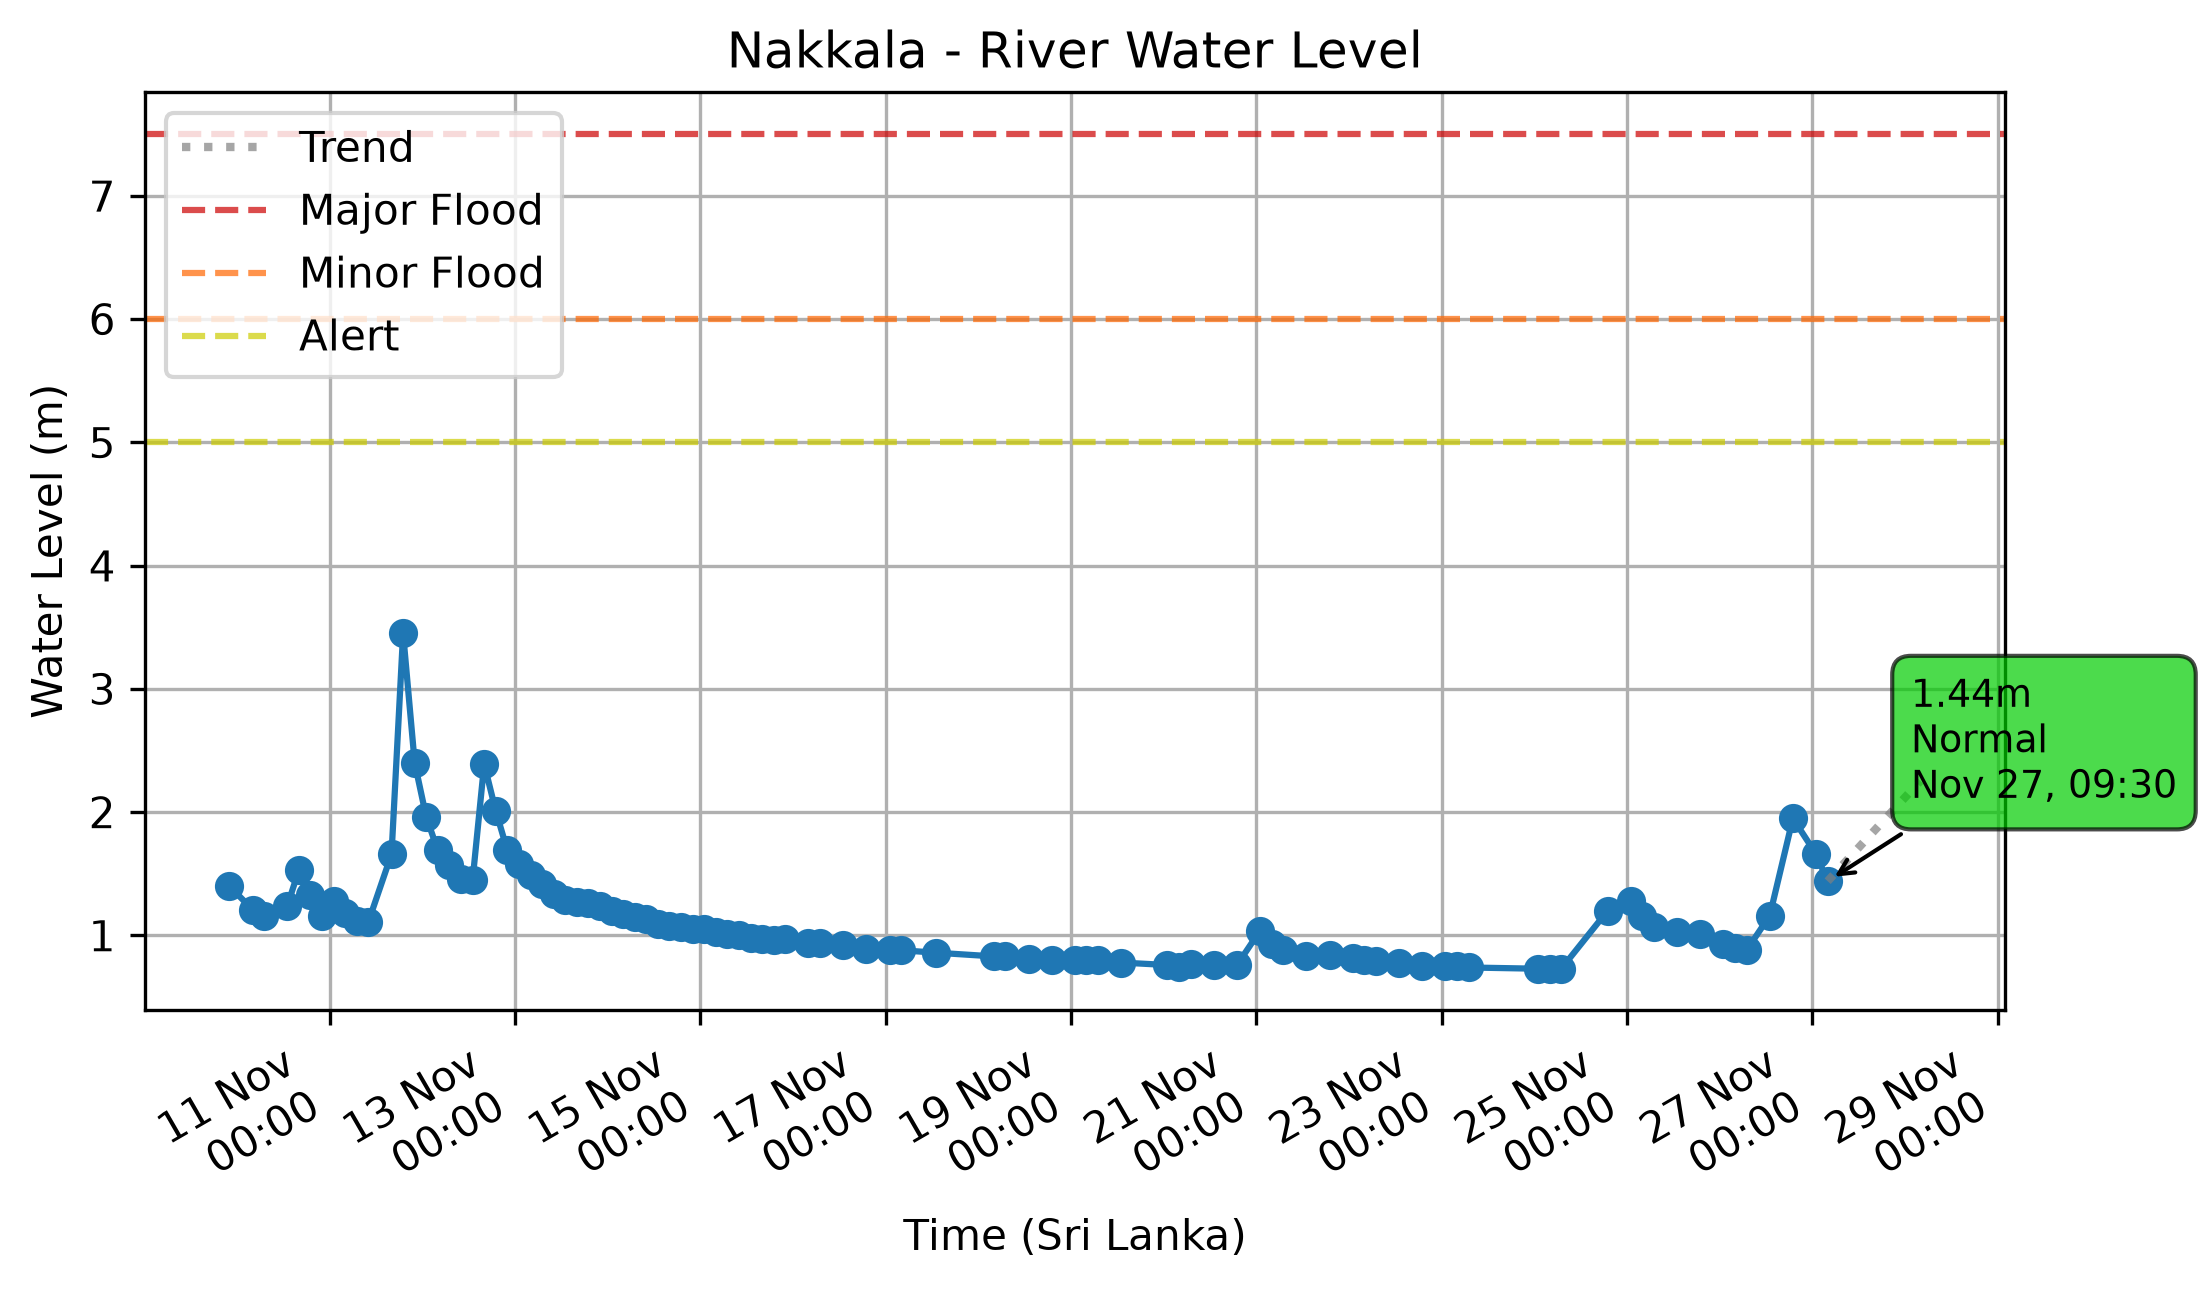 Nakkala - River Water Level
Trend
Major Flood
Minor Flood
Alert
Water Level (m)
7
6
5
4
3
2
1
1.44m
Normal
Nov 27, 09:30
11 Nov
00:00
13 Nov
00:00
15 Nov
00:00
17 Nov
00:00
19 Nov
00:00
21 Nov
00:00
23 Nov
00:00
25 Nov
00:00
27 Nov
00:00
29 Nov
00:00
Time (Sri Lanka)